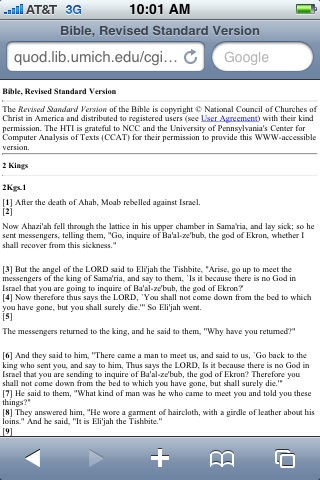 AT&T 3G 10:01 AM
Bible, Revised Standard Version
quod.lib.umich.edu/cgi... Google
Bible, Revised Standard Version
The Revised Standard Version of the Bible is copyright © National Council of Churches of
Christ in America and distributed to registered users (see User Agreement) with their kind
permission. The HTI is grateful to NCC and the University of Pennsylvania's Center for
Computer Analysis of Texts (CCAT) for their permission to provide this WWW-accessible
version.
2 Kings
2Kgs.1
[1] After the death of Ahab, Moab rebelled against Israel.
[2]
Now Ahazi'ah fell through the lattice in his upper chamber in Sama'ria, and lay sick; so he
sent messengers, telling them, "Go, inquire of Ba'al-ze'bub, the god of Ekron, whether I
shall recover from this sickness."
[3] But the angel of the LORD said to Eli'jah the Tishbite, "Arise, go up to meet the
messengers of the king of Sama'ria, and say to them, `Is it because there is no God in
Israel that you are going to inquire of Ba'al-ze'bub, the god of Ekron?'
[4] Now therefore thus says the LORD, `You shall not come down from the bed to which
you have gone, but you shall surely die.'" So Eli'jah went.
[5]
The messengers returned to the king, and he said to them, "Why have you returned?"
[6] And they said to him, "There came a man to meet us, and said to us, `Go back to the
king who sent you, and say to him, Thus says the LORD, Is it because there is no God in
Israel that you are sending to inquire of Ba'al-ze'bub, the god of Ekron? Therefore you
shall not come down from the bed to which you have gone, but shall surely die.'"
[7] He said to them, "What kind of man was he who came to meet you and told you these
things?"
[8] They answered him, "He wore a garment of haircloth, with a girdle of leather about his
loins." And he said, "It is Eli'jah the Tishbite."
[9]